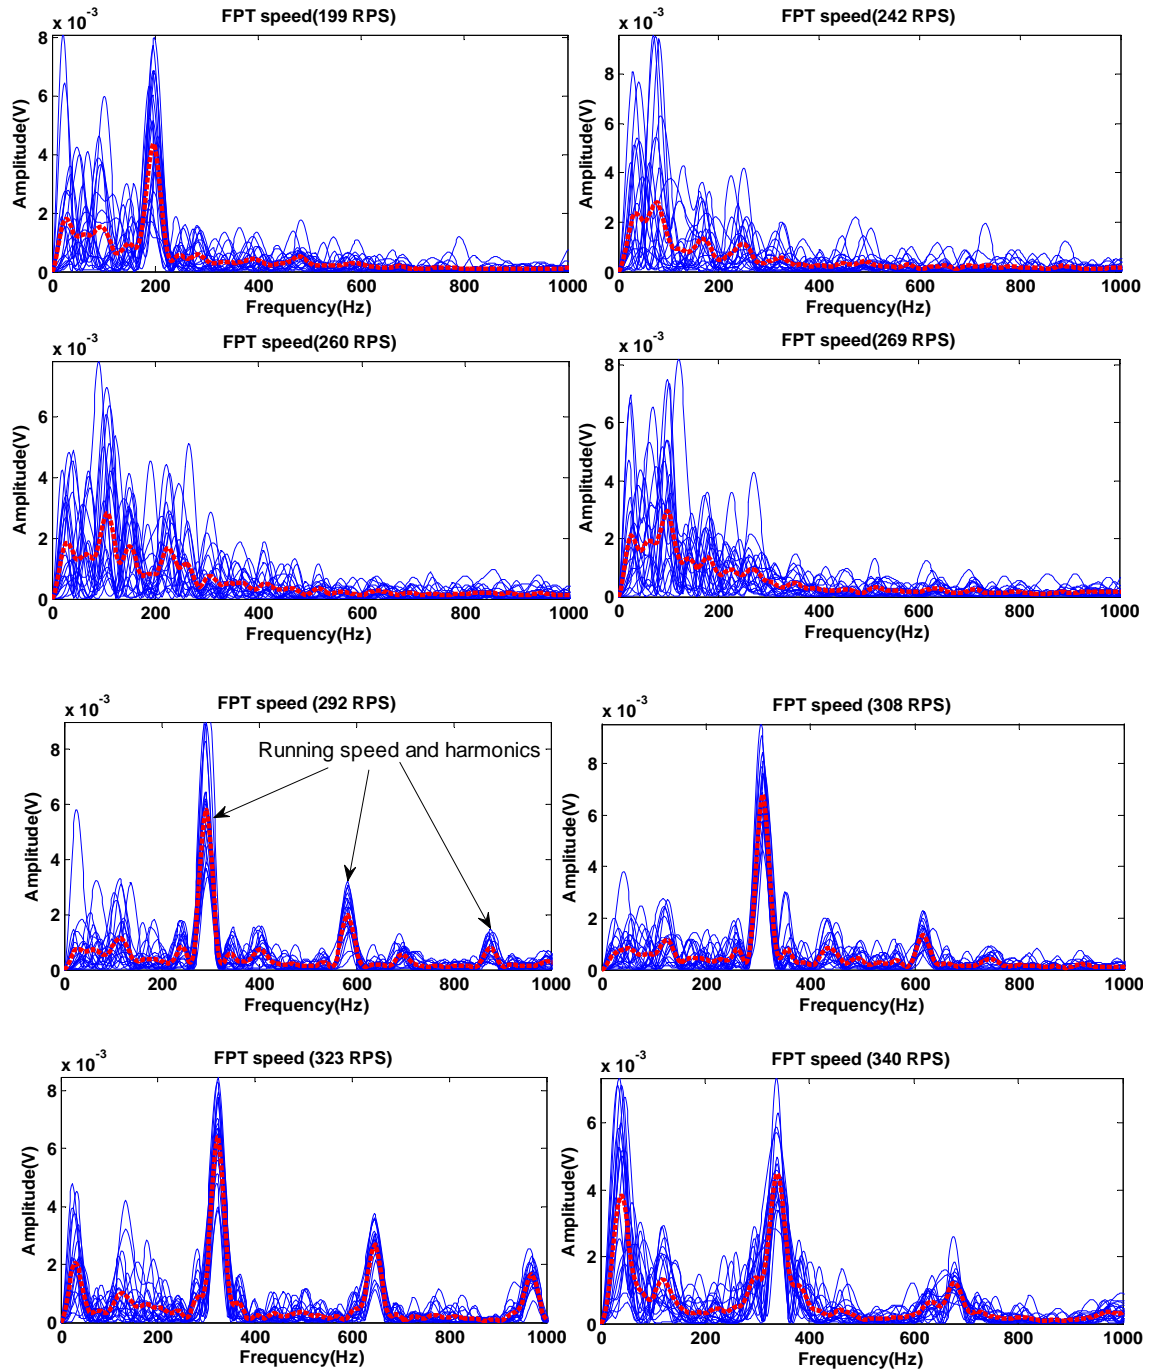 FPT speed(199 RPS)
x 10^-3
8
6
4
2
0
Amplitude(V)
0 200 400 600 800 1000
Frequency(Hz)
FPT speed(242 RPS)
x 10^-3
8
6
4
2
0
Amplitude(V)
0 200 400 600 800 1000
Frequency(Hz)
FPT speed(260 RPS)
x 10^-3
6
4
2
0
Amplitude(V)
0 200 400 600 800 1000
Frequency(Hz)
FPT speed(269 RPS)
x 10^-3
8
6
4
2
0
Amplitude(V)
0 200 400 600 800 1000
Frequency(Hz)
FPT speed (292 RPS)
x 10^-3
8
6
4
2
0
Amplitude(V)
Running speed and harmonics
0 200 400 600 800 1000
Frequency(Hz)
FPT speed (308 RPS)
x 10^-3
8
6
4
2
0
Amplitude(V)
0 200 400 600 800 1000
Frequency(Hz)
FPT speed (323 RPS)
x 10^-3
8
6
4
2
0
Amplitude(V)
0 200 400 600 800 1000
Frequency(Hz)
FPT speed (340 RPS)
x 10^-3
6
4
2
0
Amplitude(V)
0 200 400 600 800 1000
Frequency(Hz)